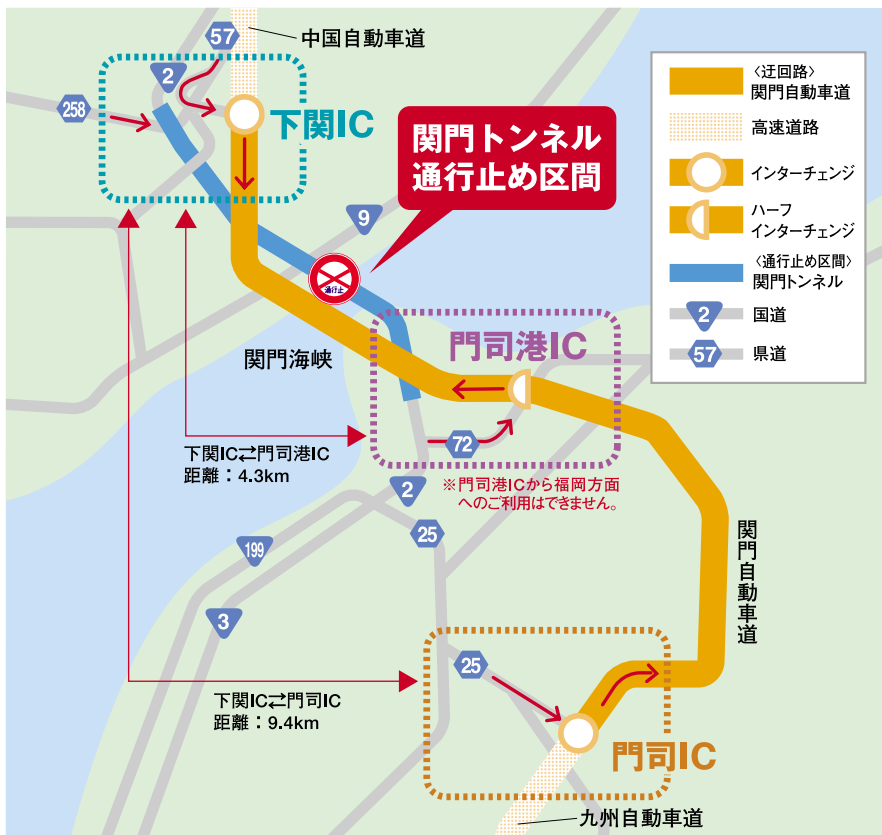 57
中国自動車道
2
258
下関IC
関門トンネル
通行止め区間
9
通行止
関門海峡
門司港IC
72
下関IC⇄門司港IC
距離：4.3km
※門司港ICから福岡方面
へのご利用はできません。
2
25
199
3
関門自動車道
25
下関IC⇄門司IC
距離：9.4km
門司IC
九州自動車道
〈迂回路〉
関門自動車道
高速道路
インターチェンジ
ハーフ
インターチェンジ
〈通行止め区間〉
関門トンネル
2
国道
57
県道